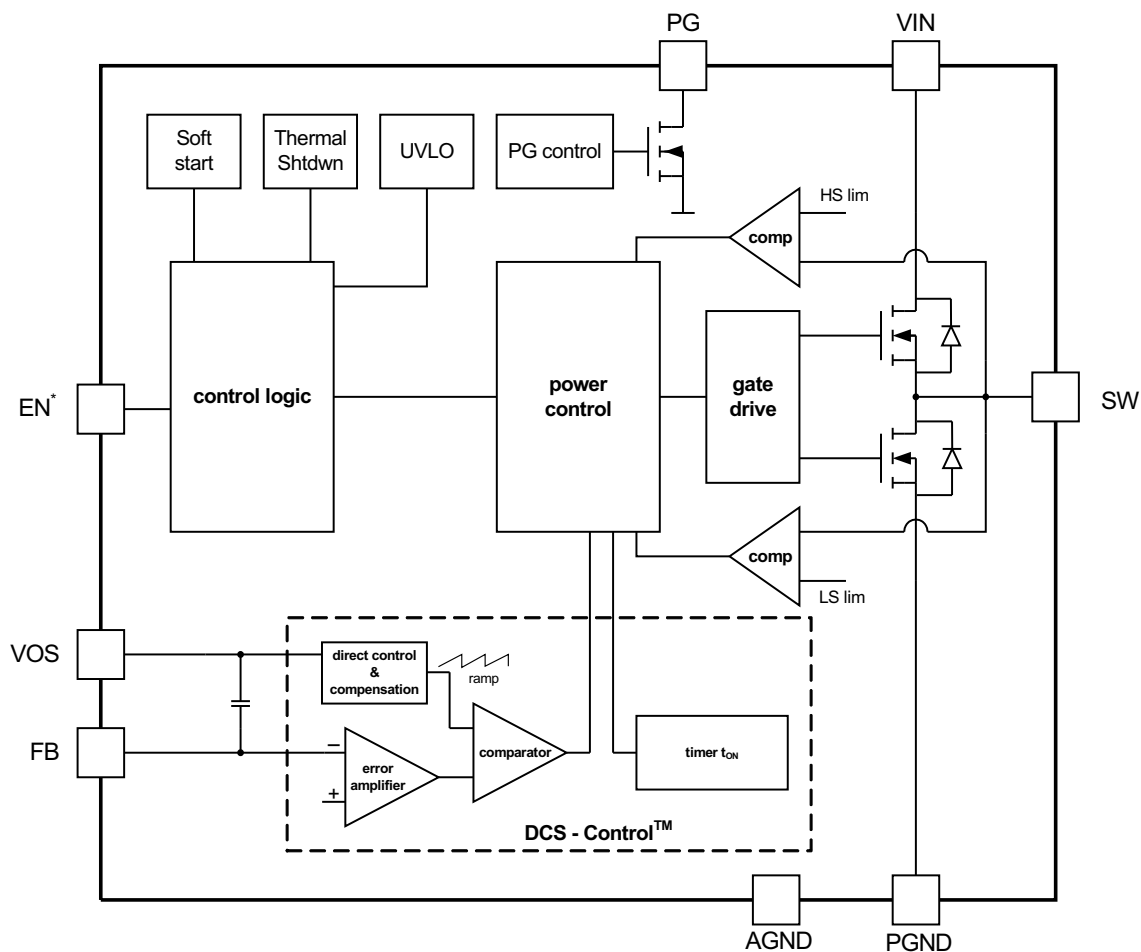 PG
VIN
Soft
start
Thermal
Shtdwn
UVLO
PG control
HS lim
comp
control logic
power
control
gate
drive
EN*
SW
comp
LS lim
VOS
direct control
&
compensation
ramp
FB
−
error
amplifier
+
comparator
timer tON
DCS - Control™
AGND
PGND